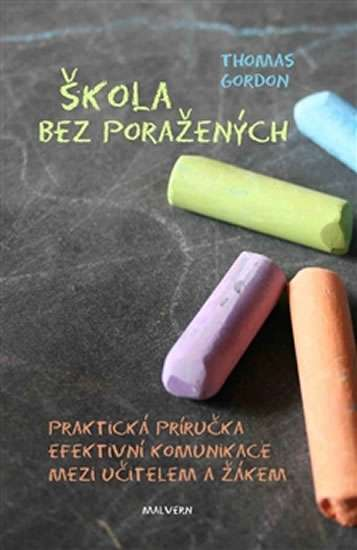 THOMAS
GORDON
ŠKOLA
BEZ PORAŽENÝCH
PRAKTICKÁ PŘÍRUČKA
EFEKTIVNÍ KOMUNIKACE
MEZI UČITELEM A ŽÁKEM
MALVERN